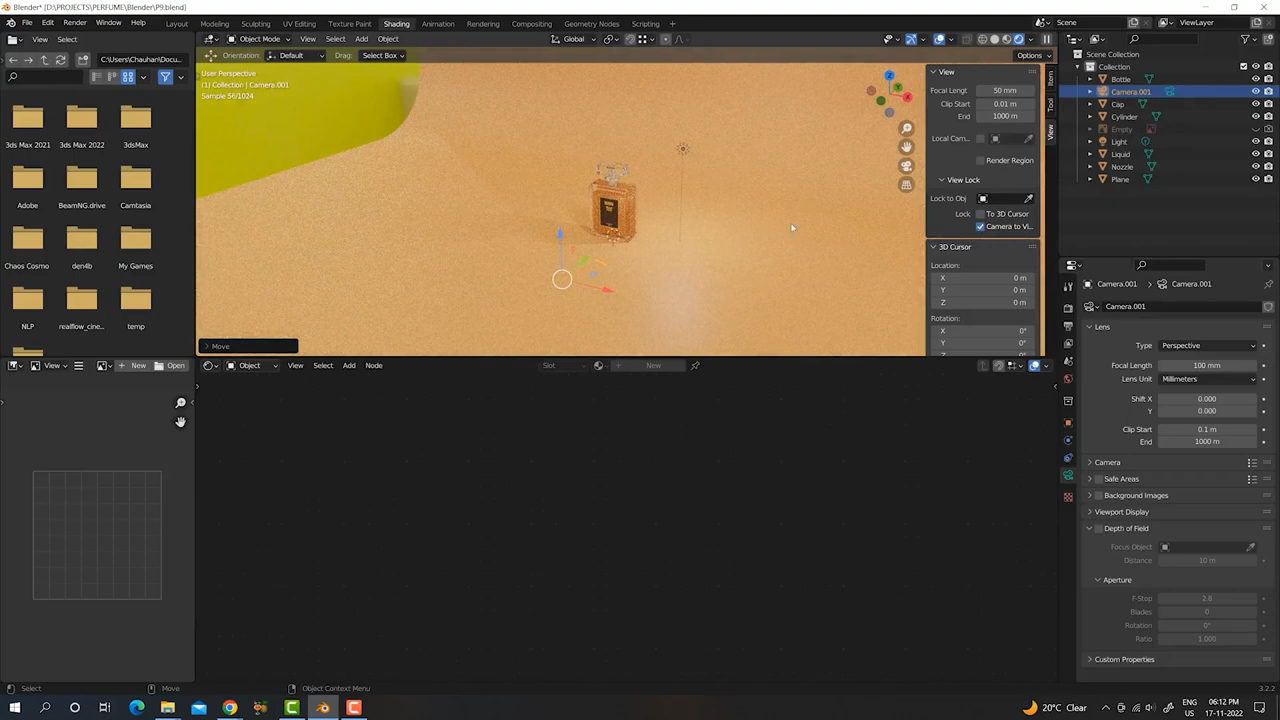 Blender* [D:\PROJECTS\PERFUME\Blender\P9.blend]
File Edit Render Window Help Layout Modeling Sculpting UV Editing Texture Paint Shading Animation Rendering Compositing Geometry Nodes Scripting + Scene ViewLayer
View Select
Object Mode View Select Add Object Global
C:\Users\Chauhan\Docu...
Orientation: Default Drag: Select Box Options
3ds Max 2021 3ds Max 2022 3dsMax
Adobe BeamNG.drive Camtasia
Chaos Cosmo den4b My Games
NLP realflow_cine... temp
User Perspective
(1) Collection | Camera.001
Sample 56/1024
Z
X
Y
Move
View
Focal Lengt 50 mm
Clip Start 0.01 m
End 1000 m
Local Cam...
Render Region
View Lock
Lock to Obj
Lock To 3D Cursor
Camera to Vi...
3D Cursor
Location:
X 0 m
Y 0 m
Z 0 m
Rotation:
X 0°
Y 0°
Item
Tool
View
Scene Collection
Collection
Bottle
Camera.001
Cap
Cylinder
Empty
Light
Liquid
Nozzle
Plane
View New Open
Object View Select Add Node Slot New
Camera.001 > Camera.001
Camera.001
Lens
Type Perspective
Focal Length 100 mm
Lens Unit Millimeters
Shift X 0.000
Y 0.000
Clip Start 0.1 m
End 1000 m
Camera
Safe Areas
Background Images
Viewport Display
Depth of Field
Focus Object
Distance 10 m
Aperture
F-Stop 2.8
Blades 0
Rotation 0°
Ratio 1.000
Custom Properties
Select Move Object Context Menu 3.2.2
20°C Clear ENG US 06:12 PM 17-11-2022